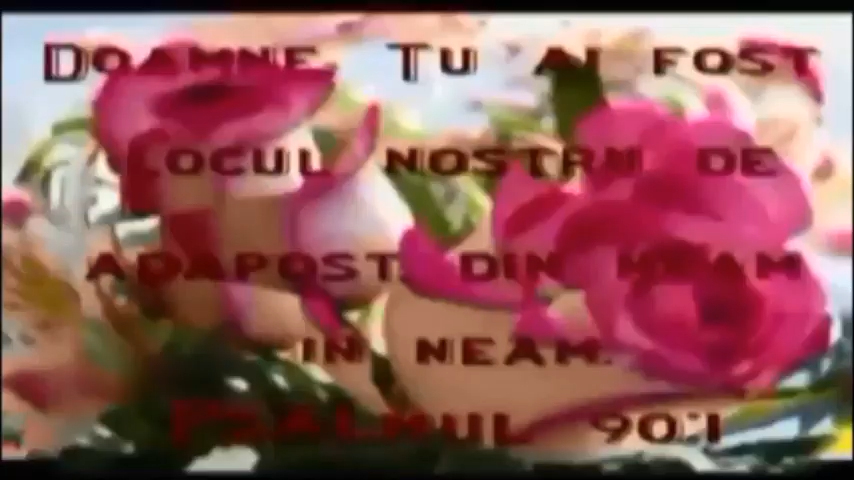 DOAMNE, TU AI FOST
LOCUL NOSTRU DE
ADAPOST, DIN NEAM
IN NEAM.
PSALMUL 90:1